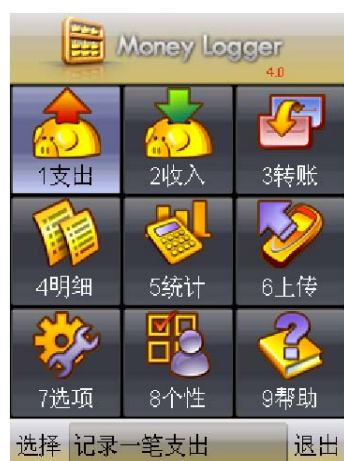 Money Logger
4.0
1支出 2收入 3转账
4明细 5统计 6上传
7选项 8个性 9帮助
选择 记录一笔支出 退出